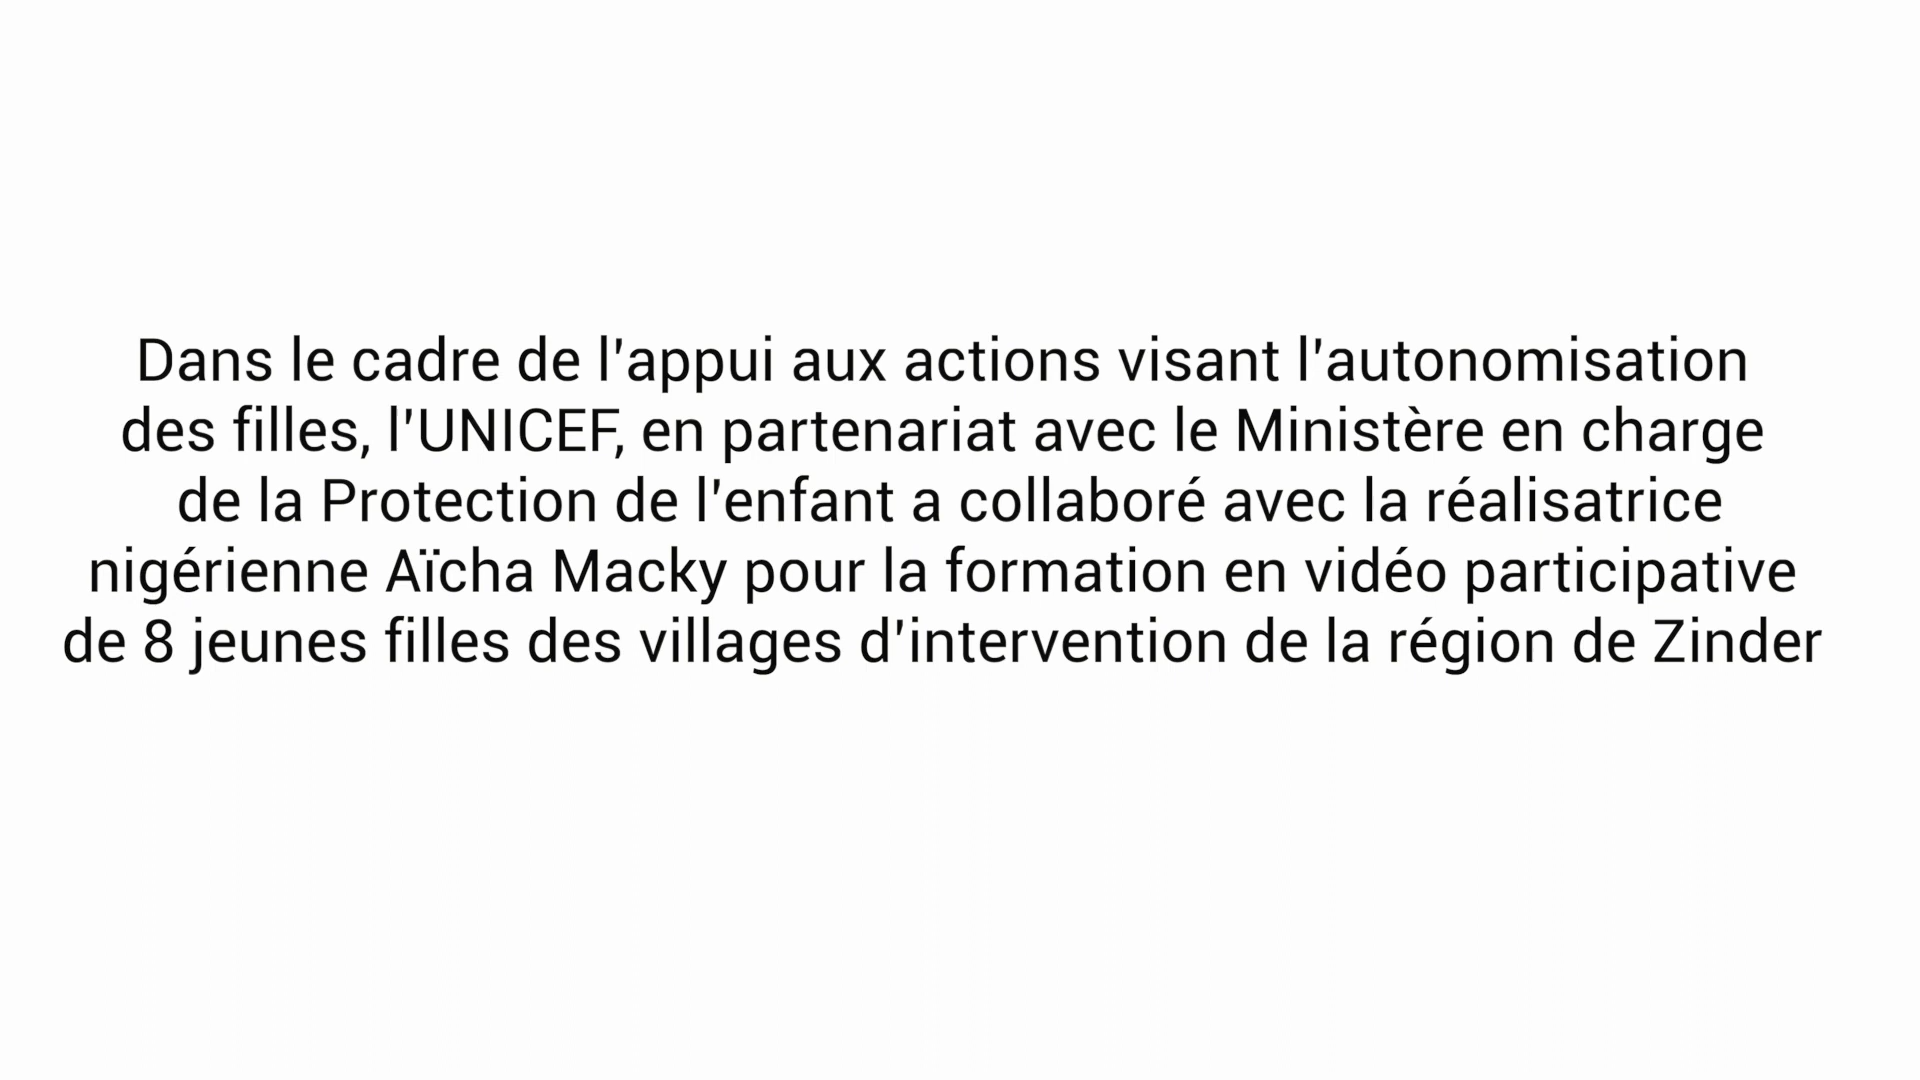 Dans le cadre de l'appui aux actions visant l'autonomisation
des filles, l'UNICEF, en partenariat avec le Ministère en charge
de la Protection de l'enfant a collaboré avec la réalisatrice
nigérienne Aïcha Macky pour la formation en vidéo participative
de 8 jeunes filles des villages d'intervention de la région de Zinder